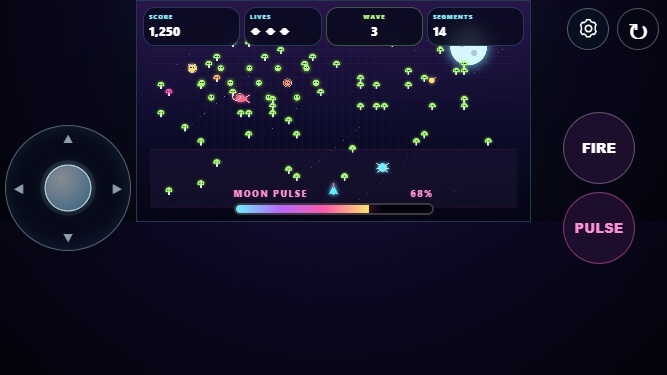 SCORE
1,250
LIVES
WAVE
3
SEGMENTS
14
MOON PULSE 68%
FIRE
PULSE